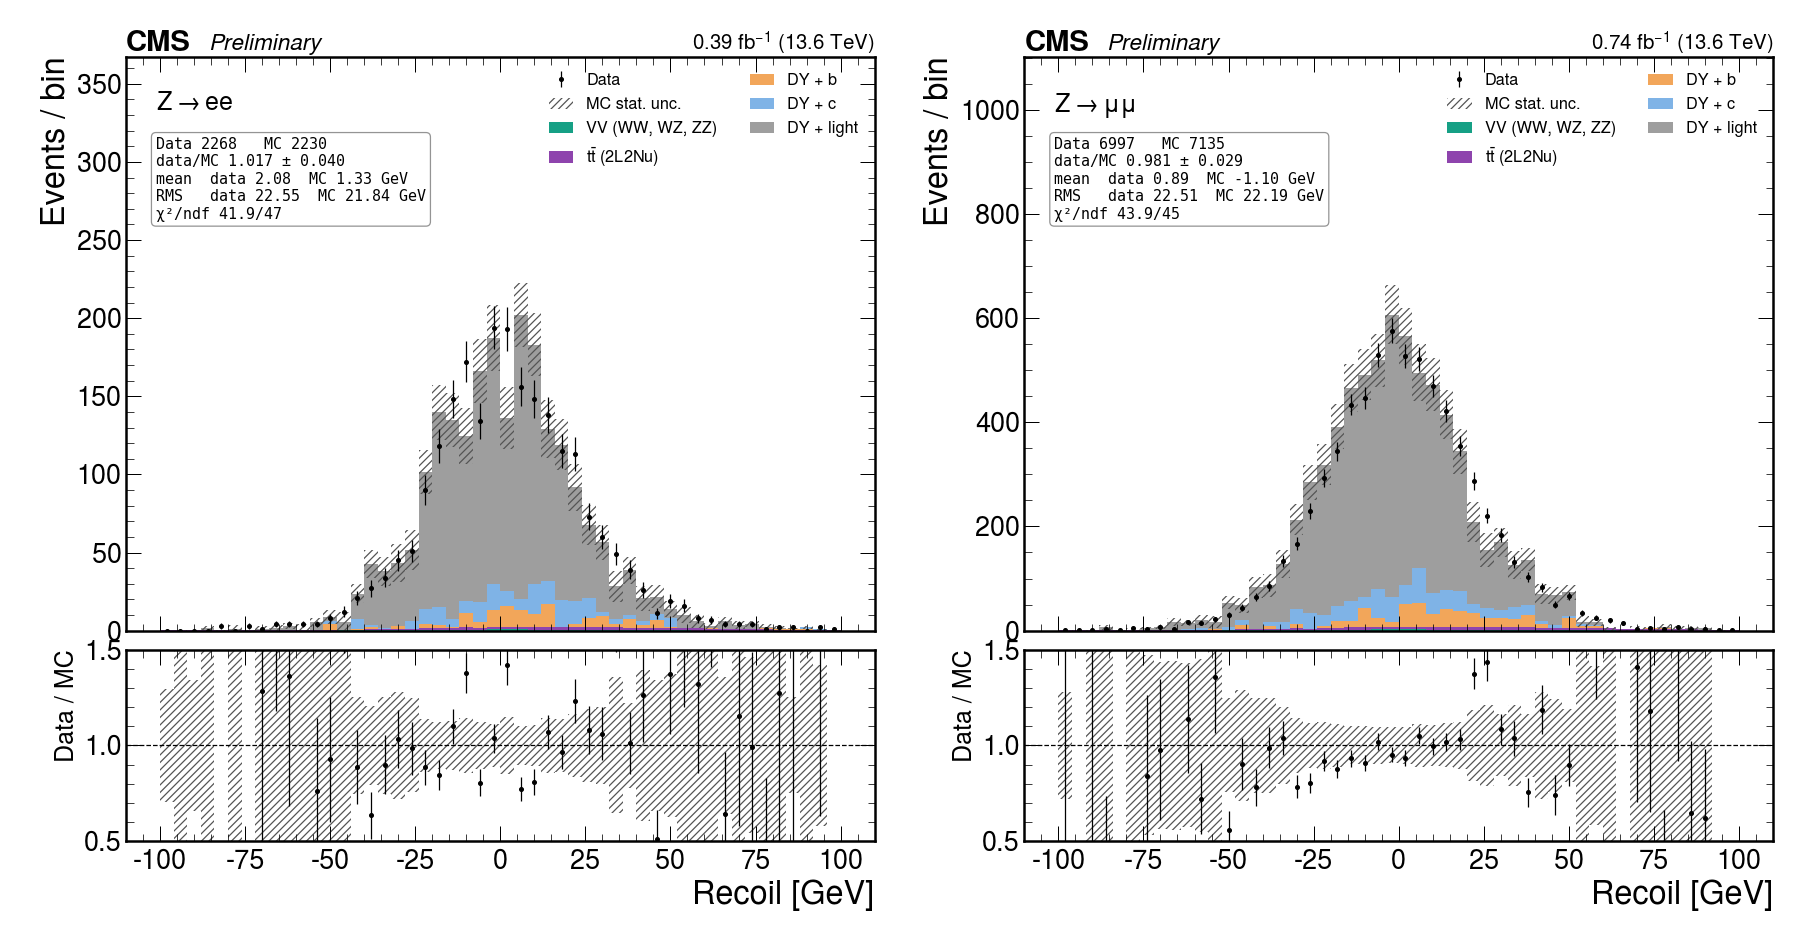 CMS Preliminary 0.39 fb⁻¹ (13.6 TeV)
Events / bin
350
300
250
200
150
100
50
0
Z→ee
Data 2268   MC 2230
data/MC 1.017 ± 0.040
mean  data 2.08  MC 1.33 GeV
RMS   data 22.55  MC 21.84 GeV
χ²/ndf 41.9/47
Data
MC stat. unc.
VV (WW, WZ, ZZ)
tt̄ (2L2Nu)
DY + b
DY + c
DY + light
Data / MC
1.5
1.0
0.5
-100 -75 -50 -25 0 25 50 75 100
Recoil [GeV]
CMS Preliminary 0.74 fb⁻¹ (13.6 TeV)
Events / bin
1000
800
600
400
200
0
Z→μμ
Data 6997   MC 7135
data/MC 0.981 ± 0.029
mean  data 0.89  MC -1.10 GeV
RMS   data 22.51  MC 22.19 GeV
χ²/ndf 43.9/45
Data
MC stat. unc.
VV (WW, WZ, ZZ)
tt̄ (2L2Nu)
DY + b
DY + c
DY + light
Data / MC
1.5
1.0
0.5
-100 -75 -50 -25 0 25 50 75 100
Recoil [GeV]